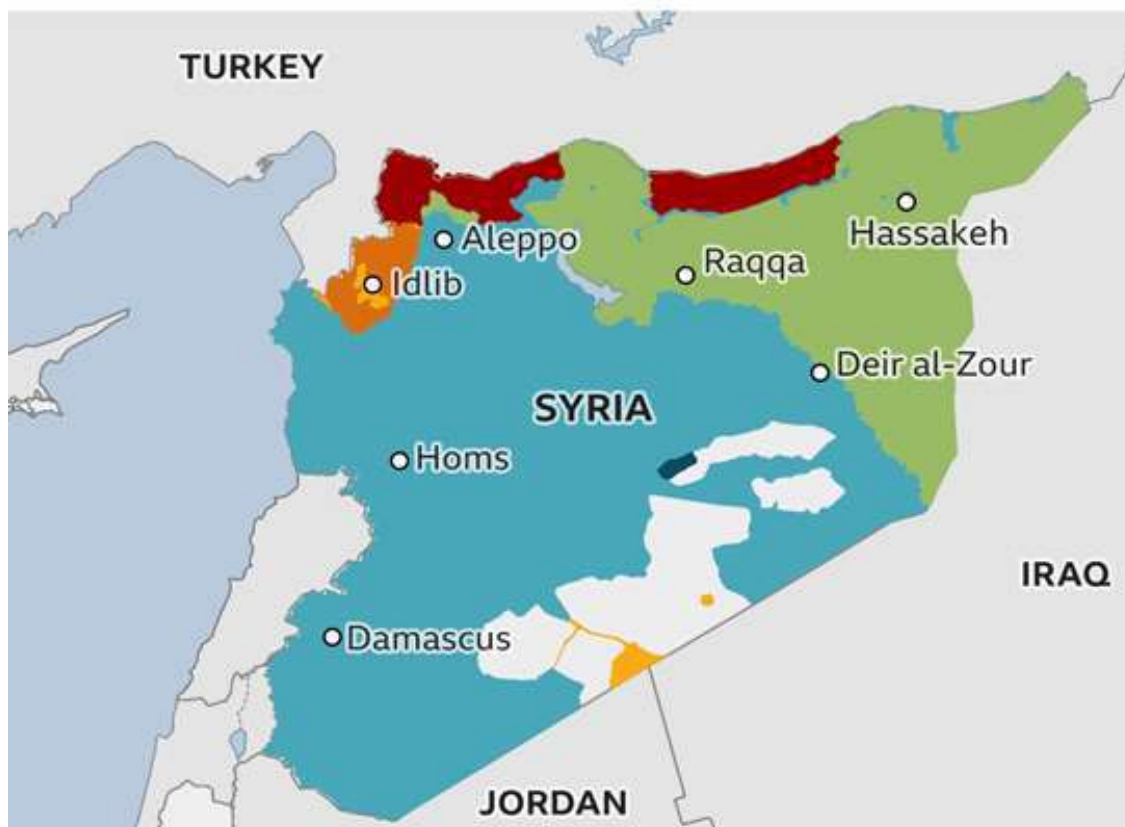 TURKEY
Aleppo
Hassakeh
Raqqa
Idlib
Deir al-Zour
SYRIA
Homs
IRAQ
Damascus
JORDAN